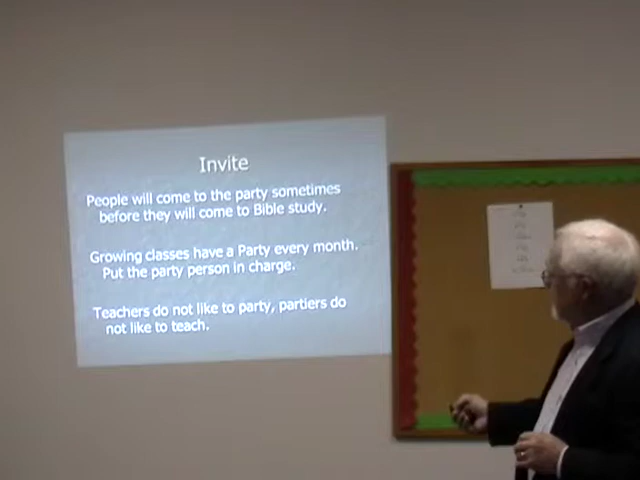 Invite
People will come to the party sometimes
before they will come to Bible study.
Growing classes have a Party every month.
Put the party person in charge.
Teachers do not like to party, partiers do
not like to teach.